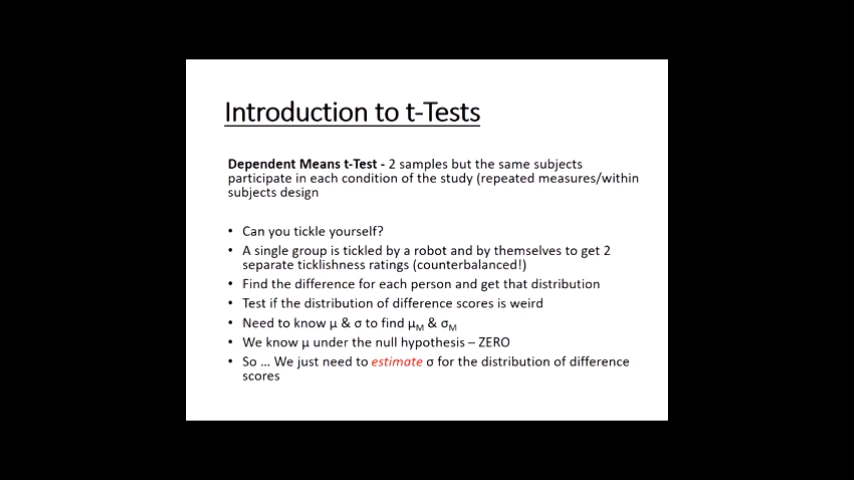 Introduction to t-Tests
Dependent Means t-Test - 2 samples but the same subjects
participate in each condition of the study (repeated measures/within
subjects design
• Can you tickle yourself?
• A single group is tickled by a robot and by themselves to get 2
separate ticklishness ratings (counterbalanced!)
• Find the difference for each person and get that distribution
• Test if the distribution of difference scores is weird
• Need to know μ & σ to find μM & σM
• We know μ under the null hypothesis – ZERO
• So … We just need to estimate σ for the distribution of difference
scores